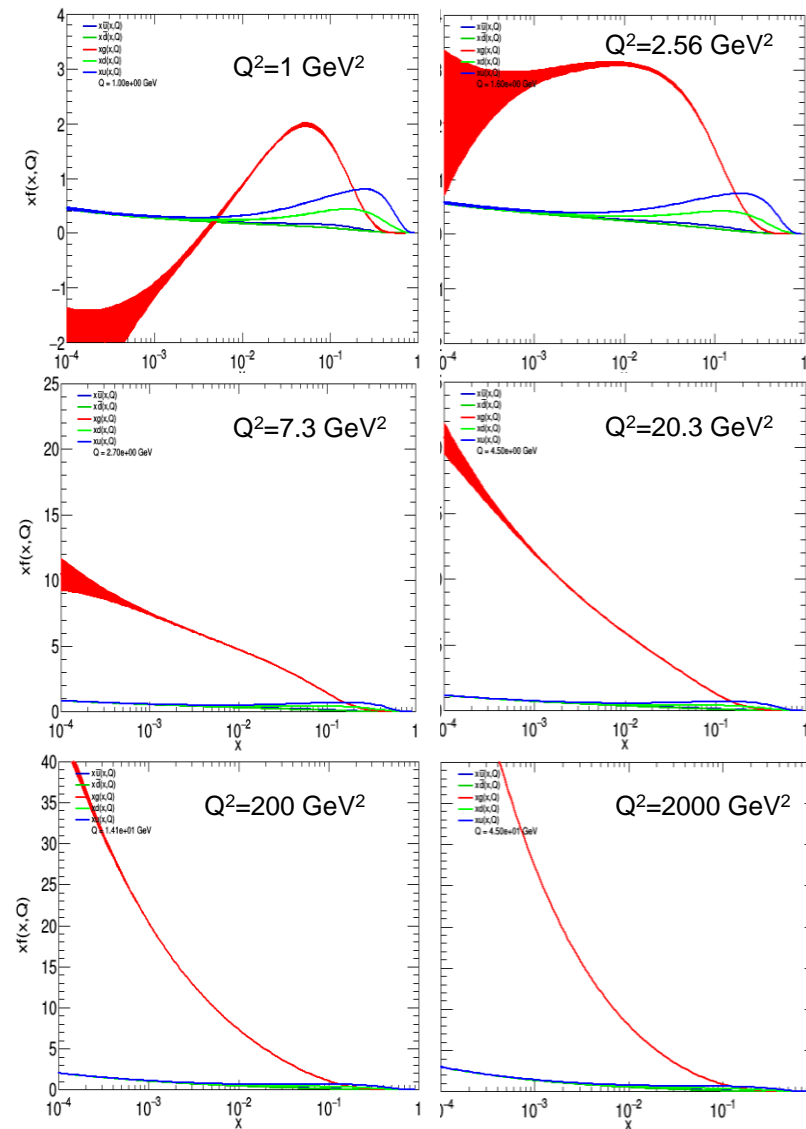 xū(x,Q)
xd̄(x,Q)
xg(x,Q)
xd(x,Q)
xu(x,Q)
Q = 1.00e+00 GeV
Q²=1 GeV²
xf(x,Q)
4
3
2
1
0
−1
−2
10⁻⁴
10⁻³
10⁻²
10⁻¹
1
xū(x,Q)
xd̄(x,Q)
xg(x,Q)
xd(x,Q)
xu(x,Q)
Q²=2.56 GeV²
10⁻⁴
10⁻³
10⁻²
10⁻¹
1
xū(x,Q)
xd̄(x,Q)
xg(x,Q)
xd(x,Q)
xu(x,Q)
Q = 2.70e+00 GeV
Q²=7.3 GeV²
xf(x,Q)
25
20
15
10
5
0
10⁻⁴
10⁻³
10⁻²
10⁻¹
1
x
xū(x,Q)
xd̄(x,Q)
xg(x,Q)
xd(x,Q)
xu(x,Q)
Q = 4.50e+00 GeV
Q²=20.3 GeV²
10⁻³
10⁻²
10⁻¹
1
x
xū(x,Q)
xd̄(x,Q)
xg(x,Q)
xd(x,Q)
xu(x,Q)
Q = 1.41e+01 GeV
Q²=200 GeV²
xf(x,Q)
40
35
30
25
20
15
10
5
0
10⁻⁴
10⁻³
10⁻²
10⁻¹
1
x
xū(x,Q)
xd̄(x,Q)
xg(x,Q)
xd(x,Q)
xu(x,Q)
Q = 4.50e+01 GeV
Q²=2000 GeV²
10⁻³
10⁻²
10⁻¹
1
x